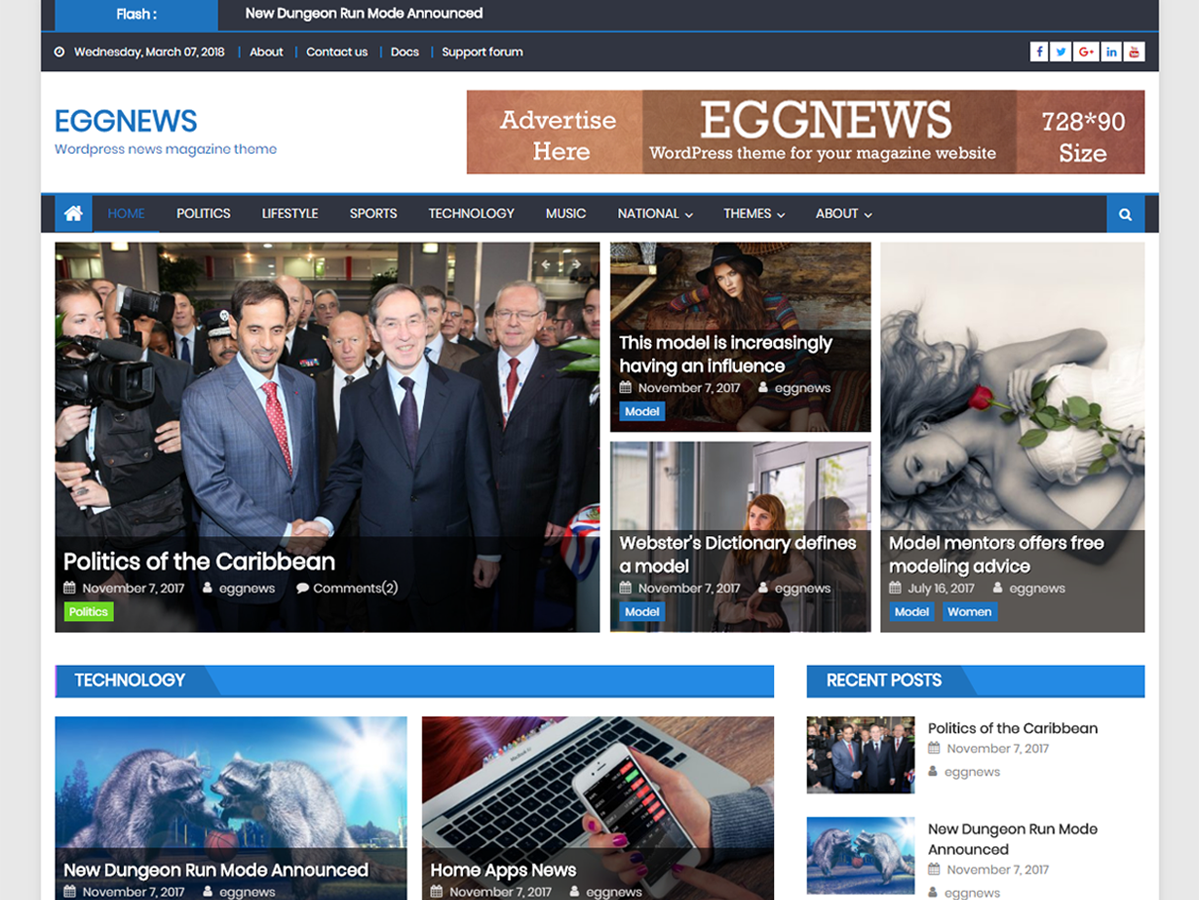 Flash :
New Dungeon Run Mode Announced
Wednesday, March 07, 2018
About
Contact us
Docs
Support forum
f
G+
in
You
EGGNEWS
Wordpress news magazine theme
Advertise
Here
EGGNEWS
WordPress theme for your magazine website
728*90
Size
HOME
POLITICS
LIFESTYLE
SPORTS
TECHNOLOGY
MUSIC
NATIONAL
THEMES
ABOUT
Politics of the Caribbean
November 7, 2017
eggnews
Comments(2)
Politics
This model is increasingly
having an influence
November 7, 2017
eggnews
Model
Webster's Dictionary defines
a model
November 7, 2017
eggnews
Model
Model mentors offers free
modeling advice
July 16, 2017
eggnews
Model
Women
TECHNOLOGY
New Dungeon Run Mode Announced
November 7, 2017
eggnews
MacBook Air
Home Apps News
November 7, 2017
eggnews
RECENT POSTS
Politics of the Caribbean
November 7, 2017
eggnews
New Dungeon Run Mode
Announced
November 7, 2017
eggnews